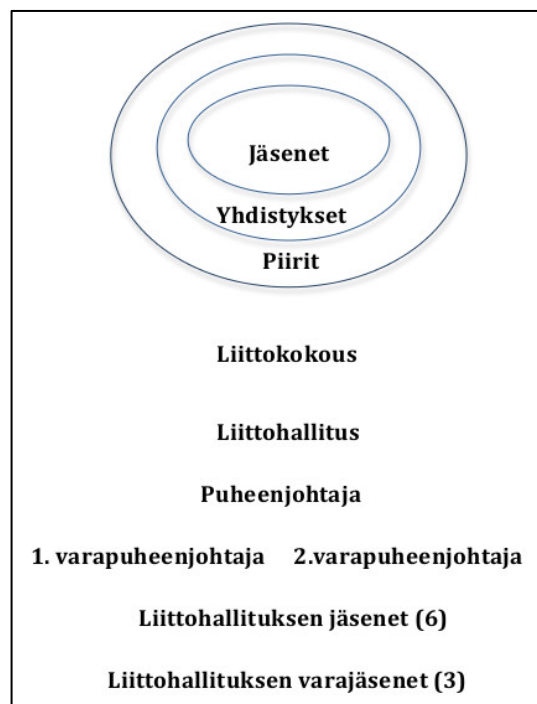 Jäsenet
Yhdistykset
Piirit
Liittokokous
Liittohallitus
Puheenjohtaja
1. varapuheenjohtaja 2.varapuheenjohtaja
Liittohallituksen jäsenet (6)
Liittohallituksen varajäsenet (3)